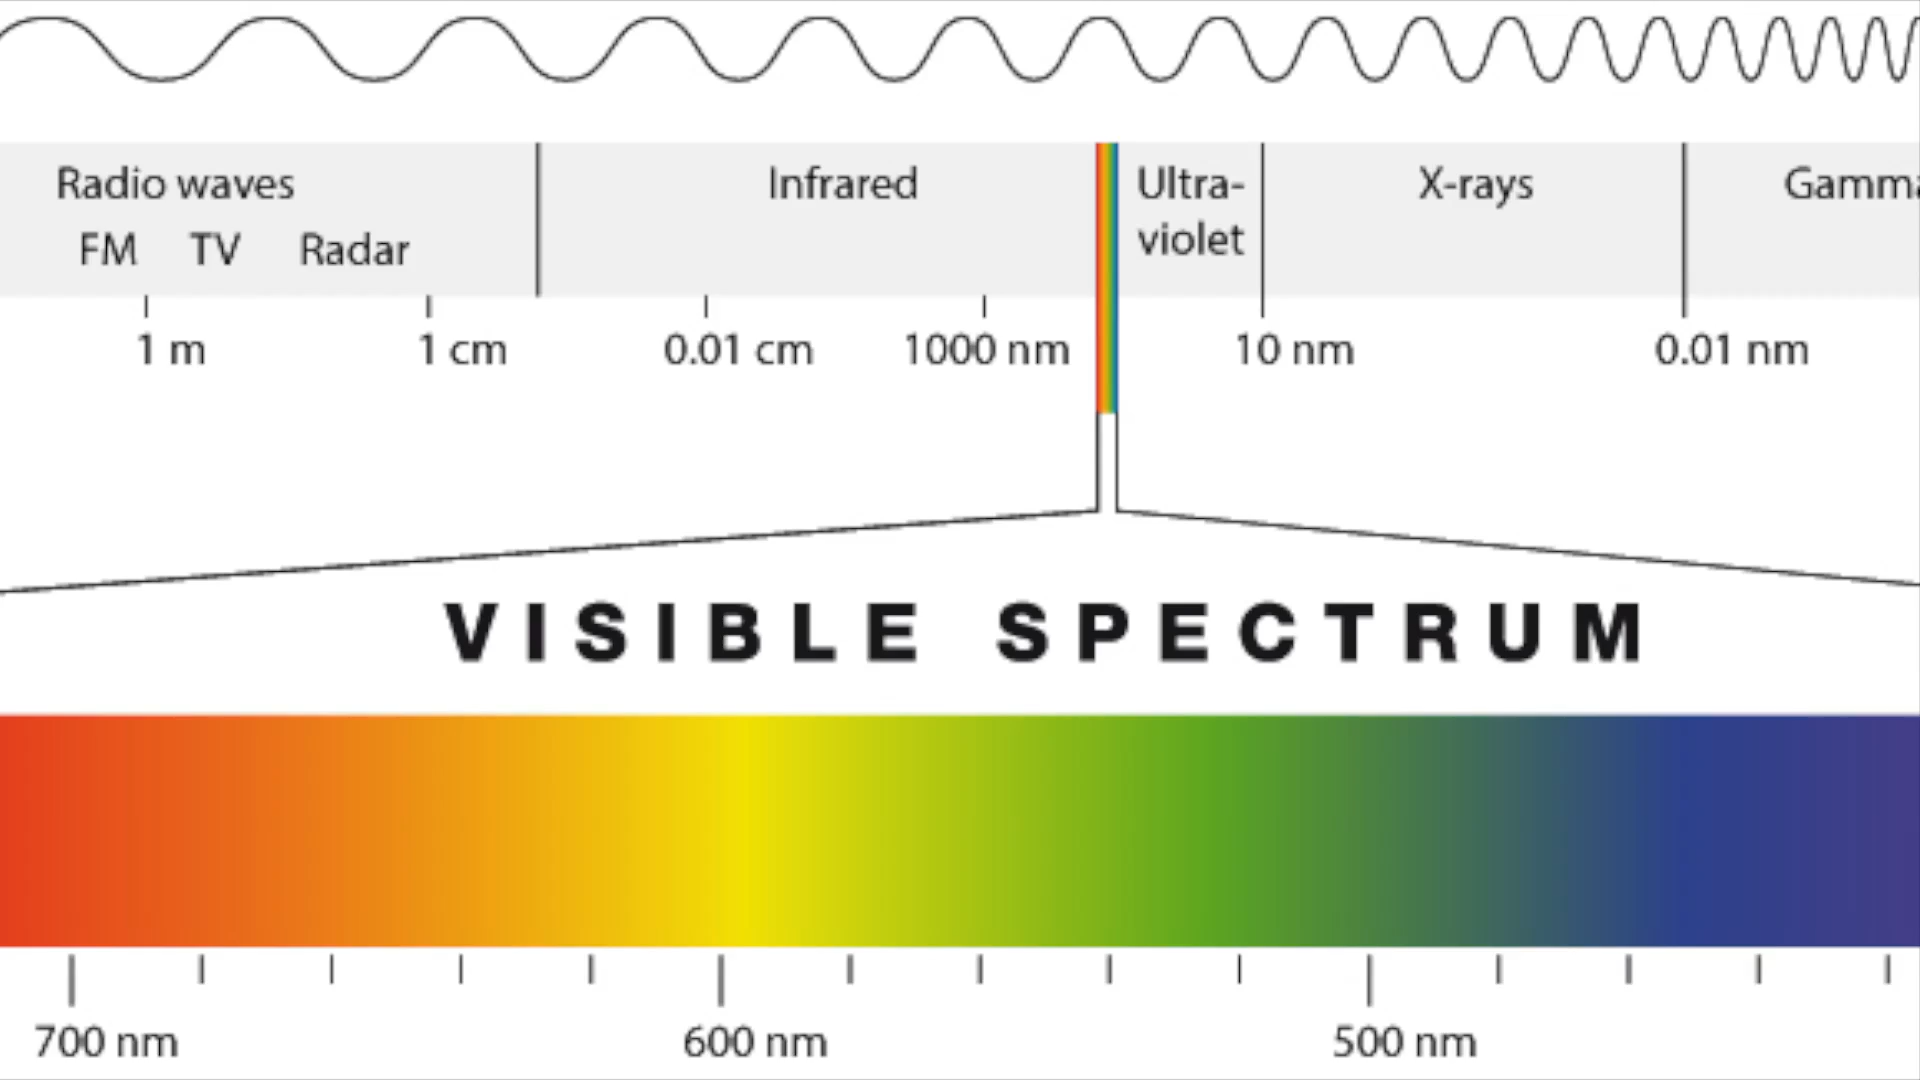 Radio waves
FM TV Radar
Infrared
Ultra-
violet
X-rays
Gamma
1 m 1 cm 0.01 cm 1000 nm 10 nm 0.01 nm
VISIBLE SPECTRUM
700 nm 600 nm 500 nm